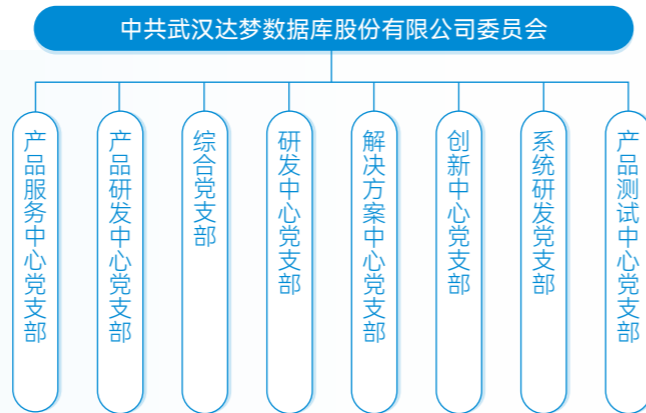 中共武汉达梦数据库股份有限公司委员会
产品服务中心党支部
产品研发中心党支部
综合党支部
研发中心党支部
解决方案中心党支部
创新中心党支部
系统研发党支部
产品测试中心党支部